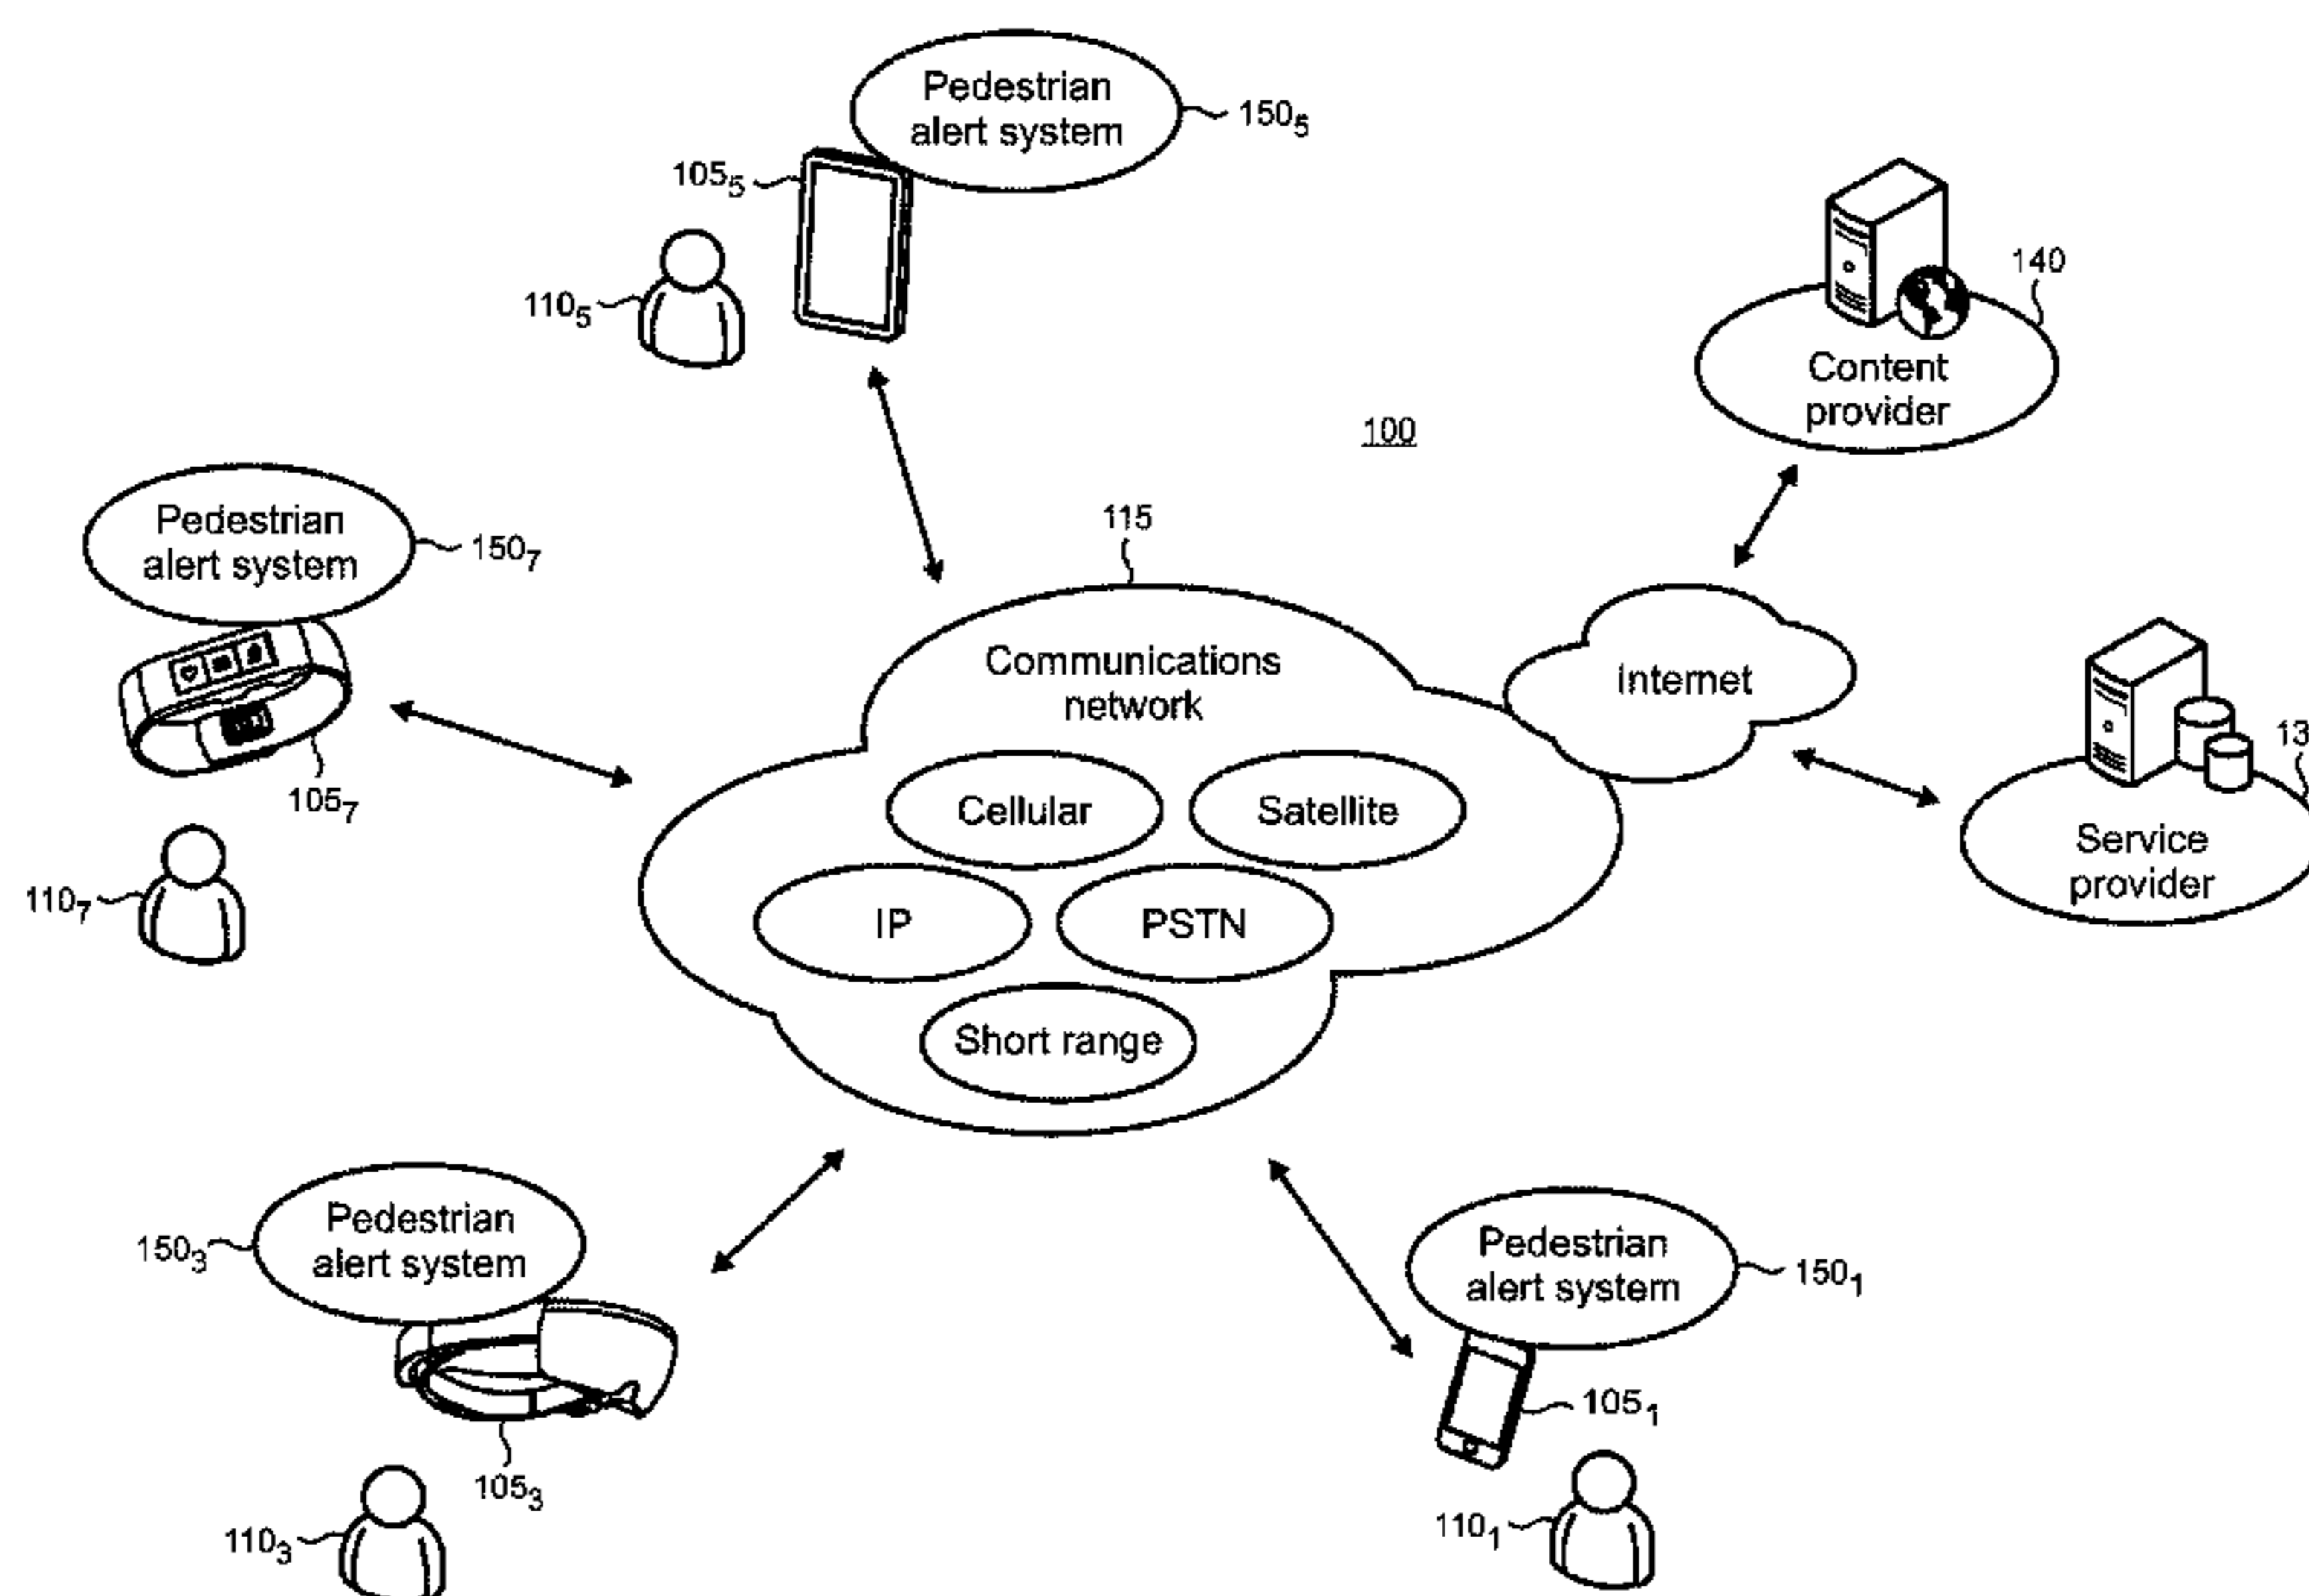 Pedestrian
alert system
150₅
105₅
110₅
140
Content
provider
100
Pedestrian
alert system
150₇
115
Communications
network
Internet
105₇
Cellular
Satellite
13
Service
provider
110₇
IP
PSTN
Short range
Pedestrian
alert system
150₃
Pedestrian
alert system
150₁
105₁
105₃
110₃
110₁